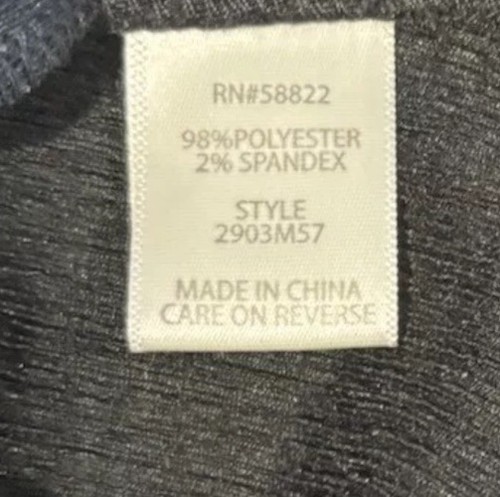 RN#58822
98%POLYESTER
2% SPANDEX
STYLE
2903M57
MADE IN CHINA
CARE ON REVERSE